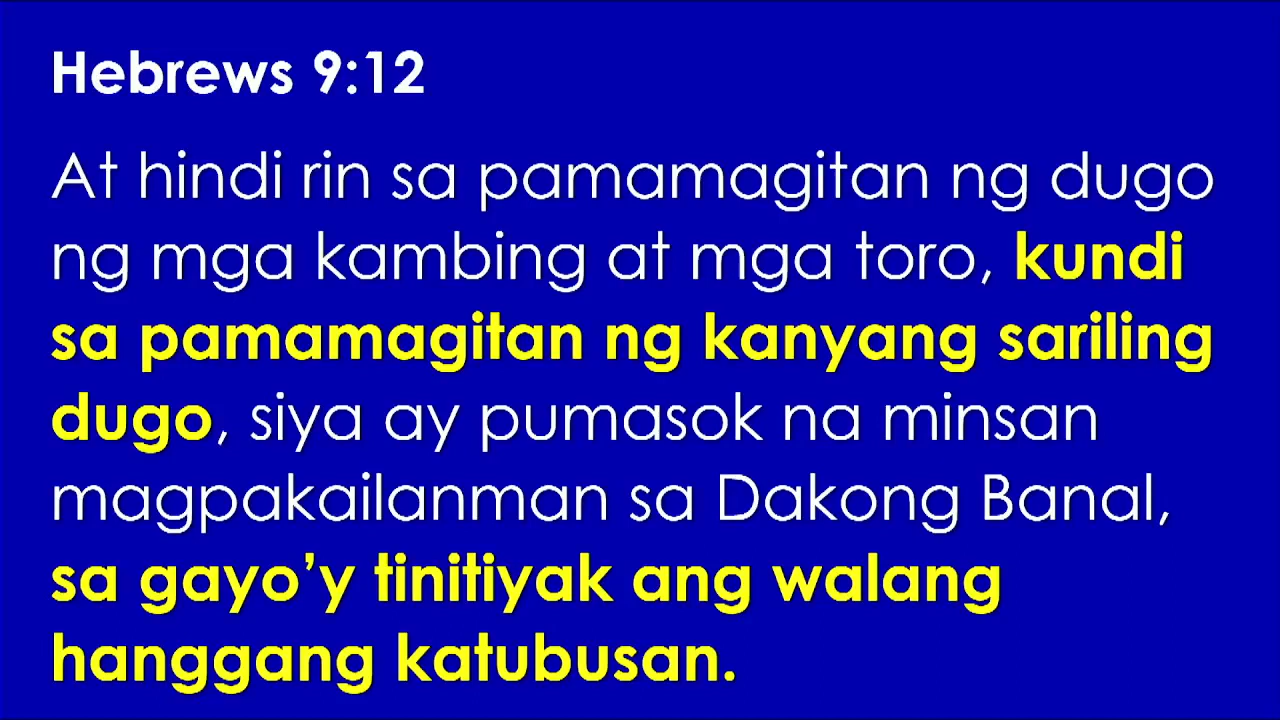 Hebrews 9:12
At hindi rin sa pamamagitan ng dugo
ng mga kambing at mga toro, kundi
sa pamamagitan ng kanyang sariling
dugo, siya ay pumasok na minsan
magpakailanman sa Dakong Banal,
sa gayo’y tinitiyak ang walang
hanggang katubusan.